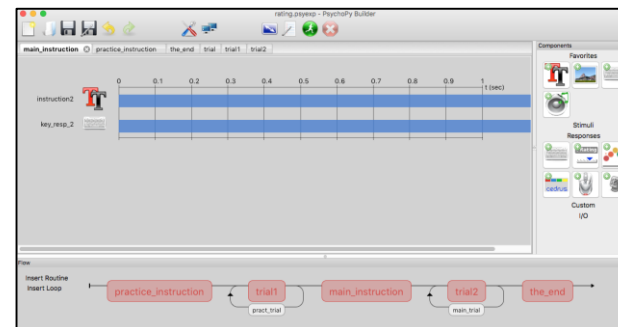 rating.psyexp - PsychoPy Builder
main_instruction practice_instruction the_end trial trial1 trial2
Components
Favorites
0 0.1 0.2 0.3 0.4 0.5 0.6 0.7 0.8 0.9 1
t (sec)
instruction2
key_resp_2
Stimuli
Responses
cedrus
Custom
I/O
Flow
Insert Routine
Insert Loop
practice_instruction trial1 main_instruction trial2 the_end
pract_trial main_trial